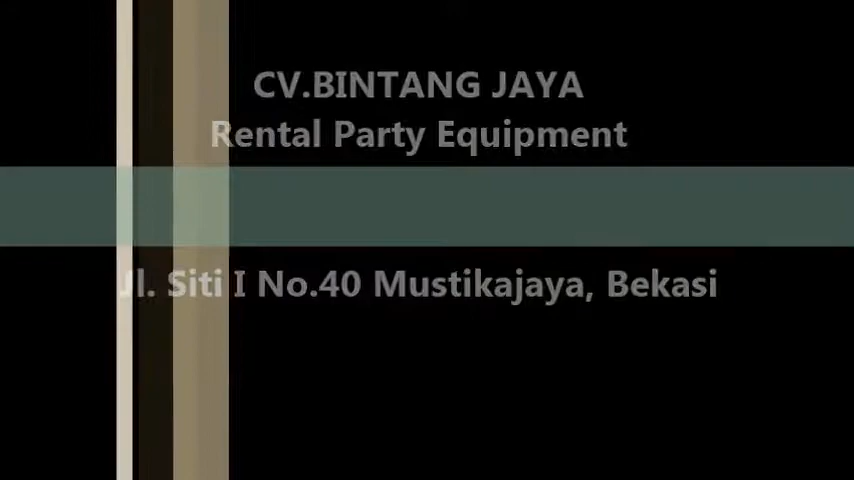 CV.BINTANG JAYA
Rental Party Equipment
Jl. Siti I No.40 Mustikajaya, Bekasi